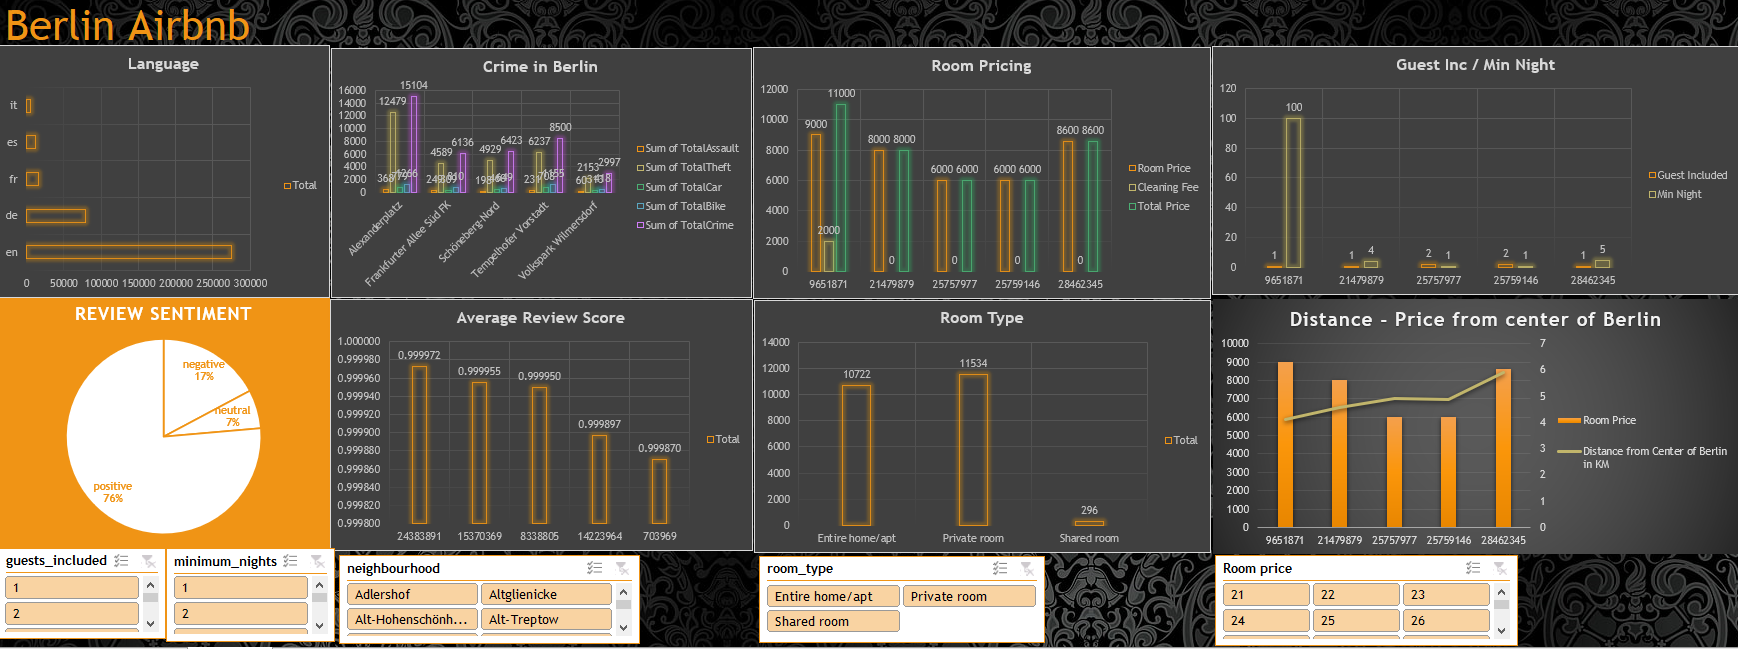 Berlin Airbnb
Language
it
es
fr
de
en
0 50000 100000 150000 200000 250000 300000
Total
Crime in Berlin
16000
14000
12000
10000
8000
6000
4000
2000
0
12479
15104
4589
6136
4929
6423
6237
8500
2153
2997
Alexanderplatz
Frankfurter Allee Süd FK
Schöneberg-Nord
Tempelhofer Vorstadt
Volkspark Wilmersdorf
Sum of TotalAssault
Sum of TotalTheft
Sum of TotalCar
Sum of TotalBike
Sum of TotalCrime
Room Pricing
12000
10000
8000
6000
4000
2000
0
9000
2000
11000
8000 0 8000
6000 0 6000
6000 0 6000
8600 0 8600
9651871 21479879 25757977 25759146 28462345
Room Price
Cleaning Fee
Total Price
Guest Inc / Min Night
120
100
80
60
40
20
0
1 100
1 4
2 1
2 1
1 5
9651871 21479879 25757977 25759146 28462345
Guest Included
Min Night
REVIEW SENTIMENT
negative
17%
neutral
7%
positive
76%
Average Review Score
1.000000
0.999980
0.999960
0.999940
0.999920
0.999900
0.999880
0.999860
0.999840
0.999820
0.999800
0.999972
0.999955
0.999950
0.999897
0.999870
24383891 15370369 8338805 14223964 703969
Total
Room Type
14000
12000
10000
8000
6000
4000
2000
0
10722
11534
296
Entire home/apt Private room Shared room
Total
Distance - Price from center of Berlin
10000
9000
8000
7000
6000
5000
4000
3000
2000
1000
0
7
6
5
4
3
2
1
0
9651871 21479879 25757977 25759146 28462345
Room Price
Distance from Center of Berlin
in KM
guests_included
1
2
minimum_nights
1
2
neighbourhood
Adlershof Altglienicke
Alt-Hohenschönh... Alt-Treptow
room_type
Entire home/apt Private room
Shared room
Room price
21 22 23
24 25 26